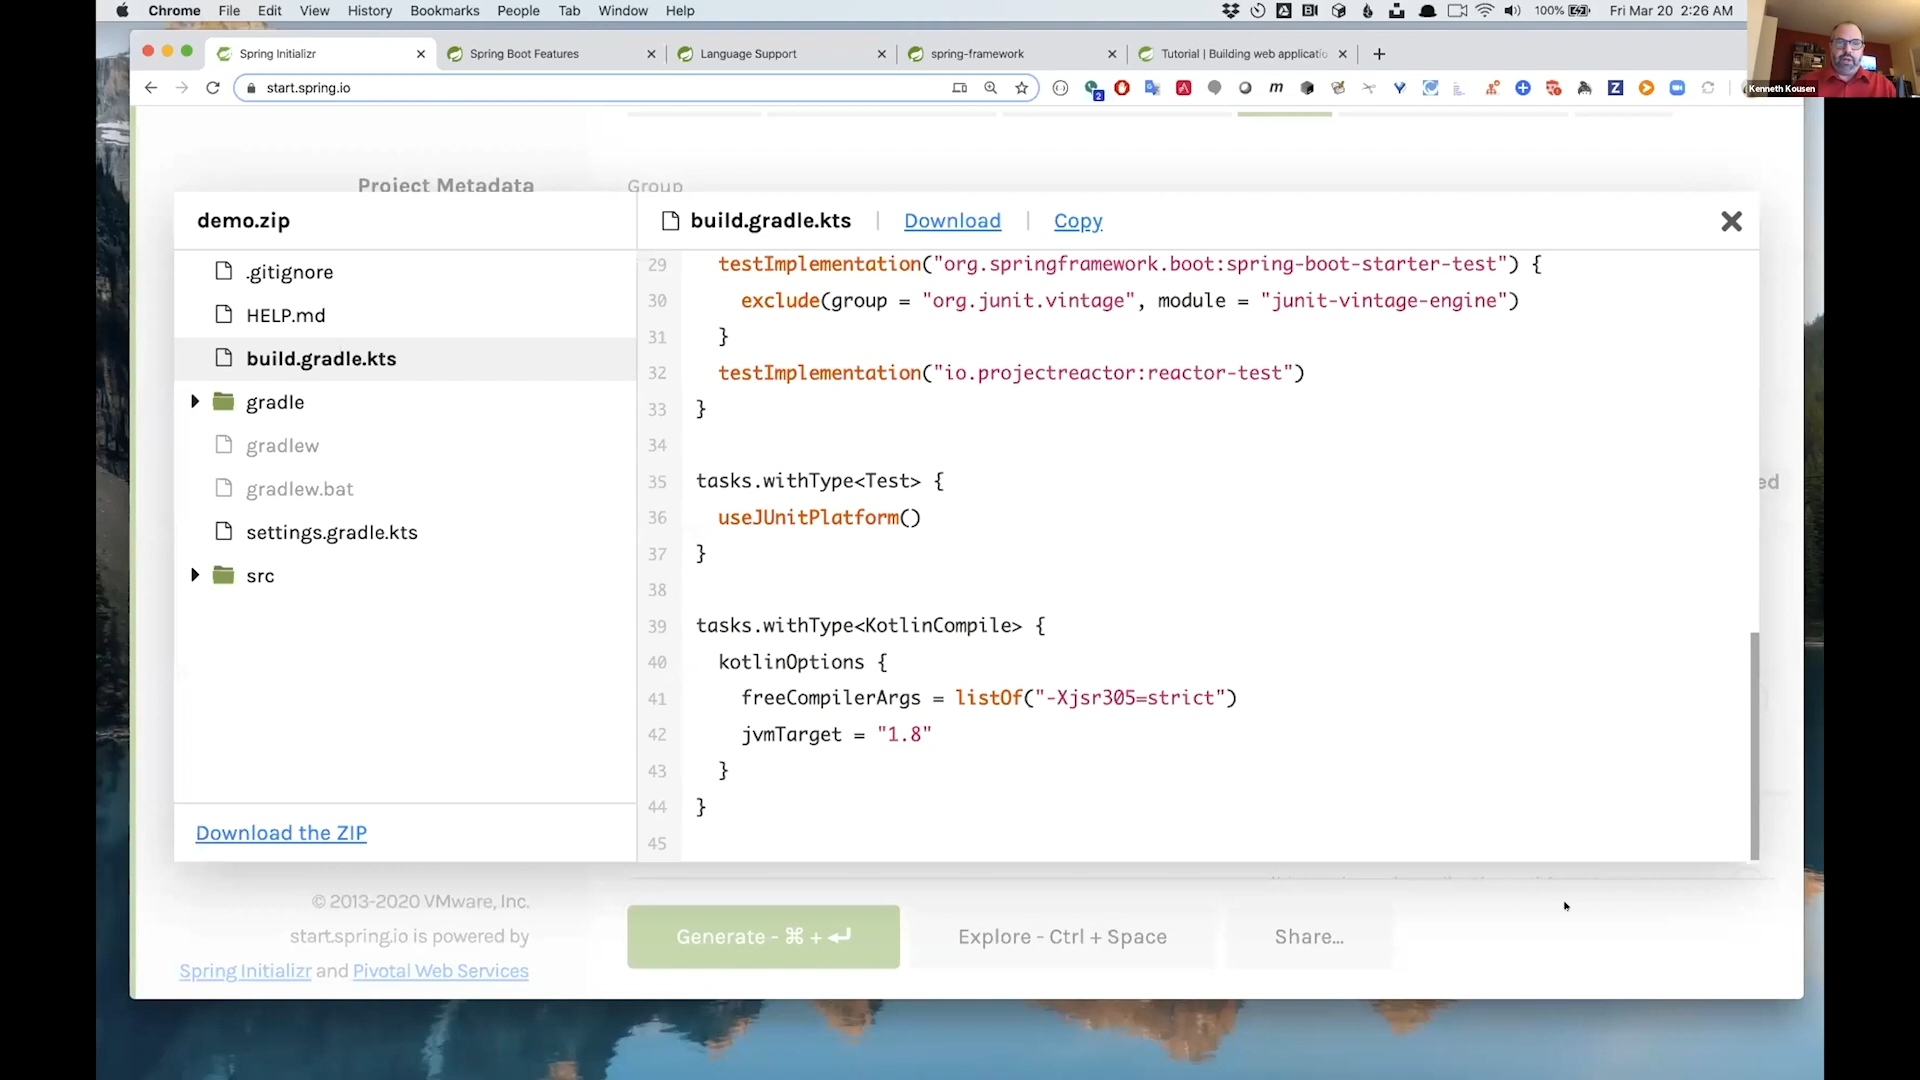 Chrome File Edit View History Bookmarks People Tab Window Help 100% Fri Mar 20 2:26 AM
Spring Initializr Spring Boot Features Language Support spring-framework Tutorial | Building web applicatio
start.spring.io
Kenneth Kousen
Project Metadata Group
demo.zip
build.gradle.kts | Download | Copy
.gitignore
HELP.md
build.gradle.kts
gradle
gradlew
gradlew.bat
settings.gradle.kts
src
Download the ZIP
29 testImplementation("org.springframework.boot:spring-boot-starter-test") {
30 exclude(group = "org.junit.vintage", module = "junit-vintage-engine")
31 }
32 testImplementation("io.projectreactor:reactor-test")
33 }
34
35 tasks.withType<Test> {
36 useJUnitPlatform()
37 }
38
39 tasks.withType<KotlinCompile> {
40 kotlinOptions {
41 freeCompilerArgs = listOf("-Xjsr305=strict")
42 jvmTarget = "1.8"
43 }
44 }
45
ed
© 2013-2020 VMware, Inc.
start.spring.io is powered by
Spring Initializr and Pivotal Web Services
Generate - ⌘ + ↵
Explore - Ctrl + Space
Share...